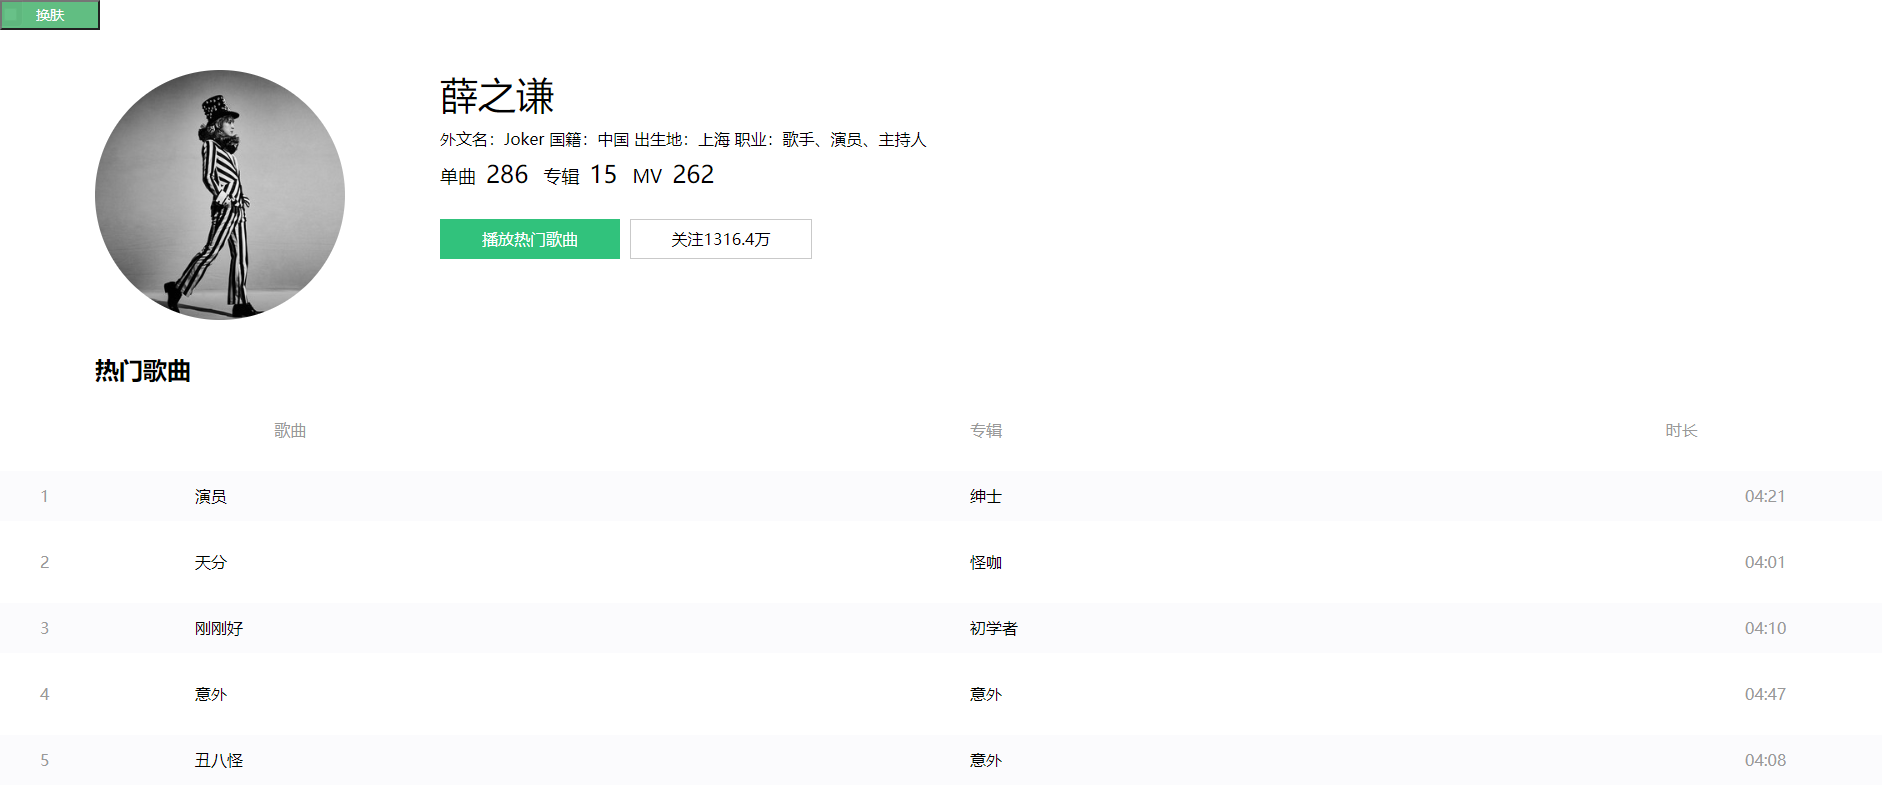 换肤
薛之谦
外文名：Joker 国籍：中国 出生地：上海 职业：歌手、演员、主持人
单曲 286 专辑 15 MV 262
播放热门歌曲 关注1316.4万
热门歌曲
歌曲 专辑 时长
1 演员 绅士 04:21
2 天分 怪咖 04:01
3 刚刚好 初学者 04:10
4 意外 意外 04:47
5 丑八怪 意外 04:08